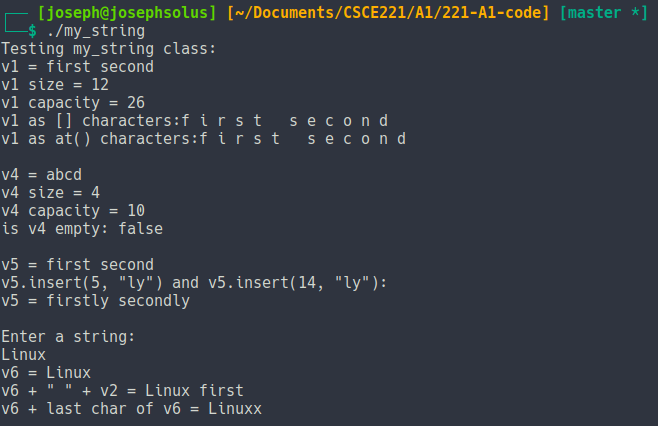 [joseph@josephsolus] [~/Documents/CSCE221/A1/221-A1-code] [master *]
$ ./my_string
Testing my_string class:
v1 = first second
v1 size = 12
v1 capacity = 26
v1 as [] characters:f i r s t   s e c o n d
v1 as at() characters:f i r s t   s e c o n d

v4 = abcd
v4 size = 4
v4 capacity = 10
is v4 empty: false

v5 = first second
v5.insert(5, "ly") and v5.insert(14, "ly"):
v5 = firstly secondly

Enter a string:
Linux
v6 = Linux
v6 + " " + v2 = Linux first
v6 + last char of v6 = Linuxx